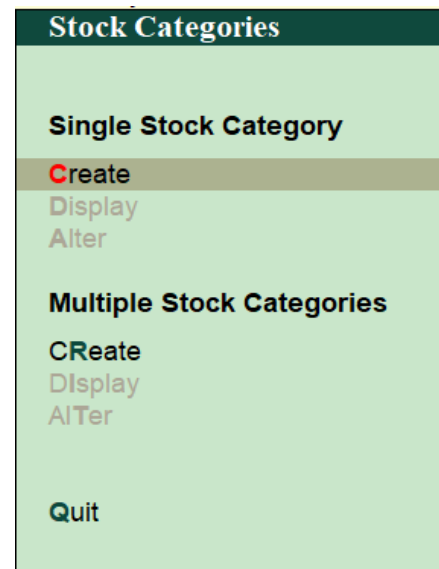 Stock Categories
Single Stock Category
Create
Display
Alter
Multiple Stock Categories
CReate
DIsplay
AlTer
Quit